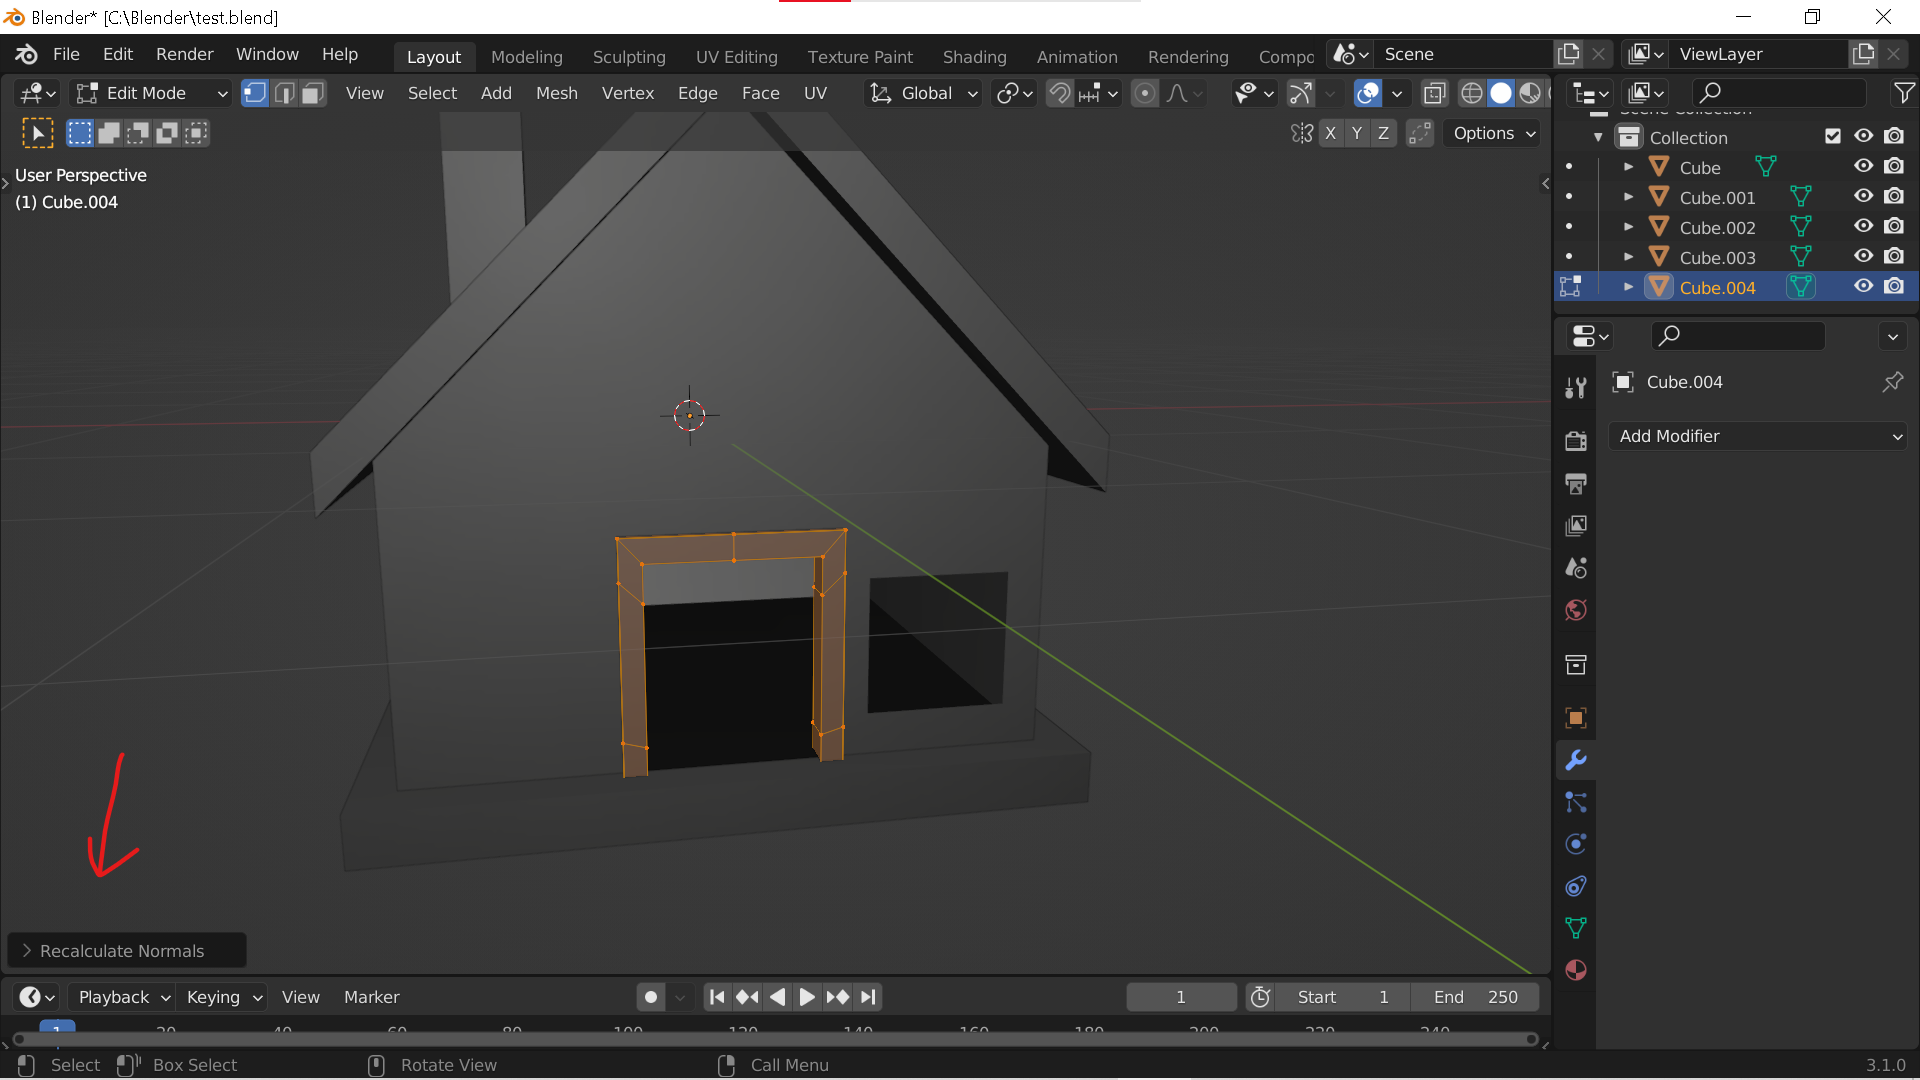 Blender* [C:\Blender\test.blend]
File Edit Render Window Help
Layout Modeling Sculpting UV Editing Texture Paint Shading Animation Rendering Compo
Scene
ViewLayer
Edit Mode
View Select Add Mesh Vertex Edge Face UV
Global
X Y Z
Options
User Perspective
(1) Cube.004
Scene Collection
Collection
Cube
Cube.001
Cube.002
Cube.003
Cube.004
Cube.004
Add Modifier
Recalculate Normals
Playback Keying View Marker
1
Start 1
End 250
1 20 40 60 80 100 120 140 160 180 200 220 240
Select Box Select Rotate View Call Menu
3.1.0